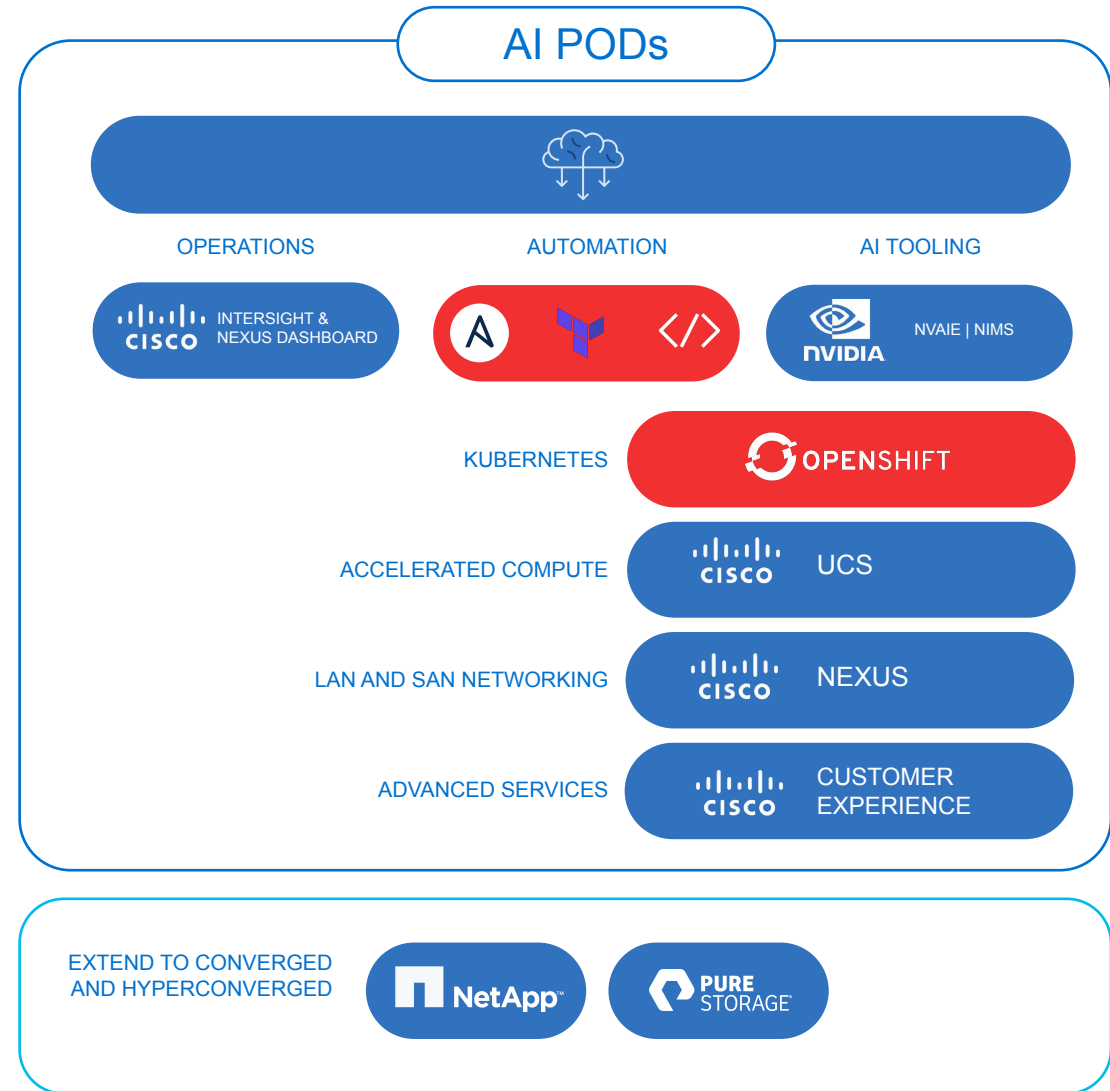 AI PODs
OPERATIONS
AUTOMATION
AI TOOLING
CISCO
INTERSIGHT &
NEXUS DASHBOARD
A
</>
NVIDIA
NVAIE | NIMS
KUBERNETES
OPENSHIFT
ACCELERATED COMPUTE
CISCO
UCS
LAN AND SAN NETWORKING
CISCO
NEXUS
ADVANCED SERVICES
CISCO
CUSTOMER
EXPERIENCE
EXTEND TO CONVERGED
AND HYPERCONVERGED
NetApp™
PURE
STORAGE®